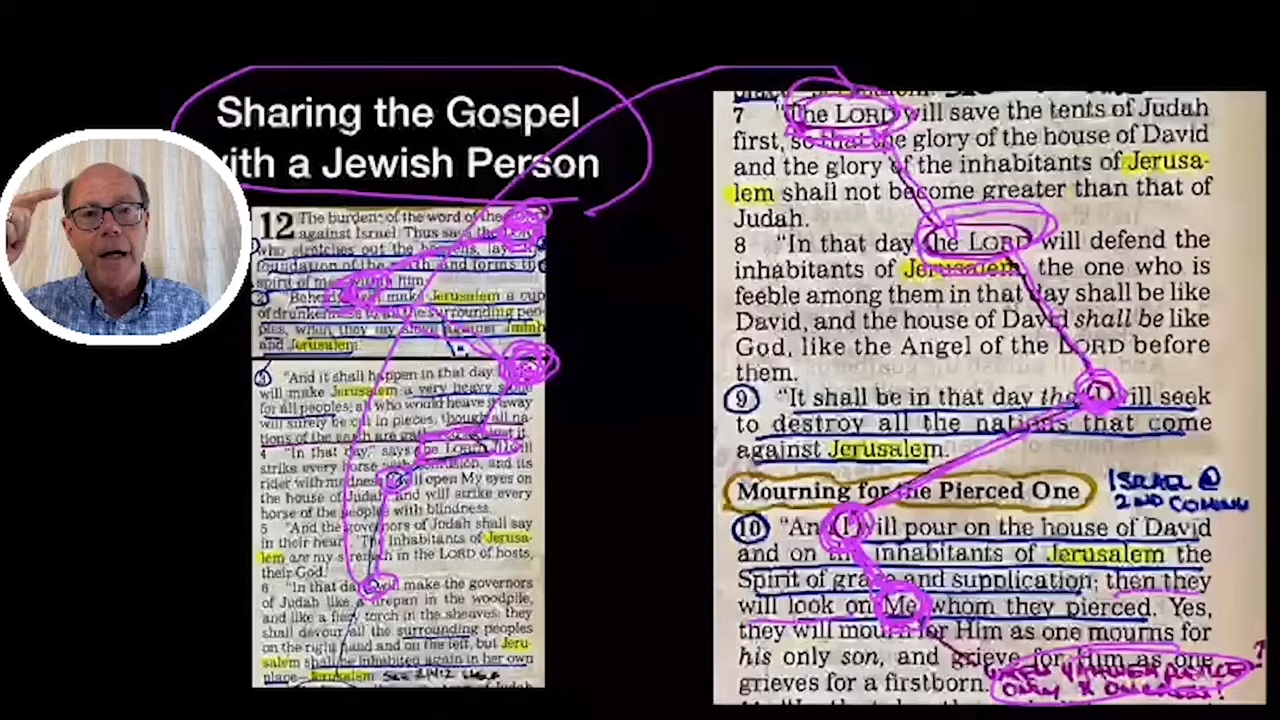 Sharing the Gospel
with a Jewish Person
12 The burden of the word of the
against Israel. Thus says the
who stretches out the heavens, lays
foundation of the earth and forms the
spirit of man within him
2 "Behold, I will make Jerusalem a cup
of drunkenness to all the surrounding peo-
ples, when they lay siege against Judah
and Jerusalem.
3 "And it shall happen in that day I
will make Jerusalem a very heavy stone
for all peoples; all who would heave it away
will surely be cut in pieces, though all na-
tions of the earth are gathered against it.
4 "In that day," says the LORD, "I will
strike every horse with confusion, and its
rider with madness; I will open My eyes on
the house of Judah, and will strike every
horse of the peoples with blindness.
5 "And the governors of Judah shall say
in their heart, 'The inhabitants of Jerusa-
lem are my strength in the LORD of hosts,
their God.'
6 "In that day I will make the governors
of Judah like a firepan in the woodpile,
and like a fiery torch in the sheaves; they
shall devour all the surrounding peoples
on the right hand and on the left, but Jeru-
salem shall be inhabited again in her own
place—Jerusalem.
place—Jerusalem.
7 "The LORD will save the tents of Judah
first, so that the glory of the house of David
and the glory of the inhabitants of Jerusa-
lem shall not become greater than that of
Judah.
8 "In that day the LORD will defend the
inhabitants of Jerusalem; the one who is
feeble among them in that day shall be like
David, and the house of David shall be like
God, like the Angel of the LORD before
them.
9 "It shall be in that day that I will seek
to destroy all the nations that come
against Jerusalem.
Mourning for the Pierced One
ISRAEL @
2ND COMING
10 "And I will pour on the house of David
and on the inhabitants of Jerusalem the
Spirit of grace and supplication; then they
will look on Me whom they pierced. Yes,
they will mourn for Him as one mourns for
his only son, and grieve for Him as one
grieves for a firstborn.